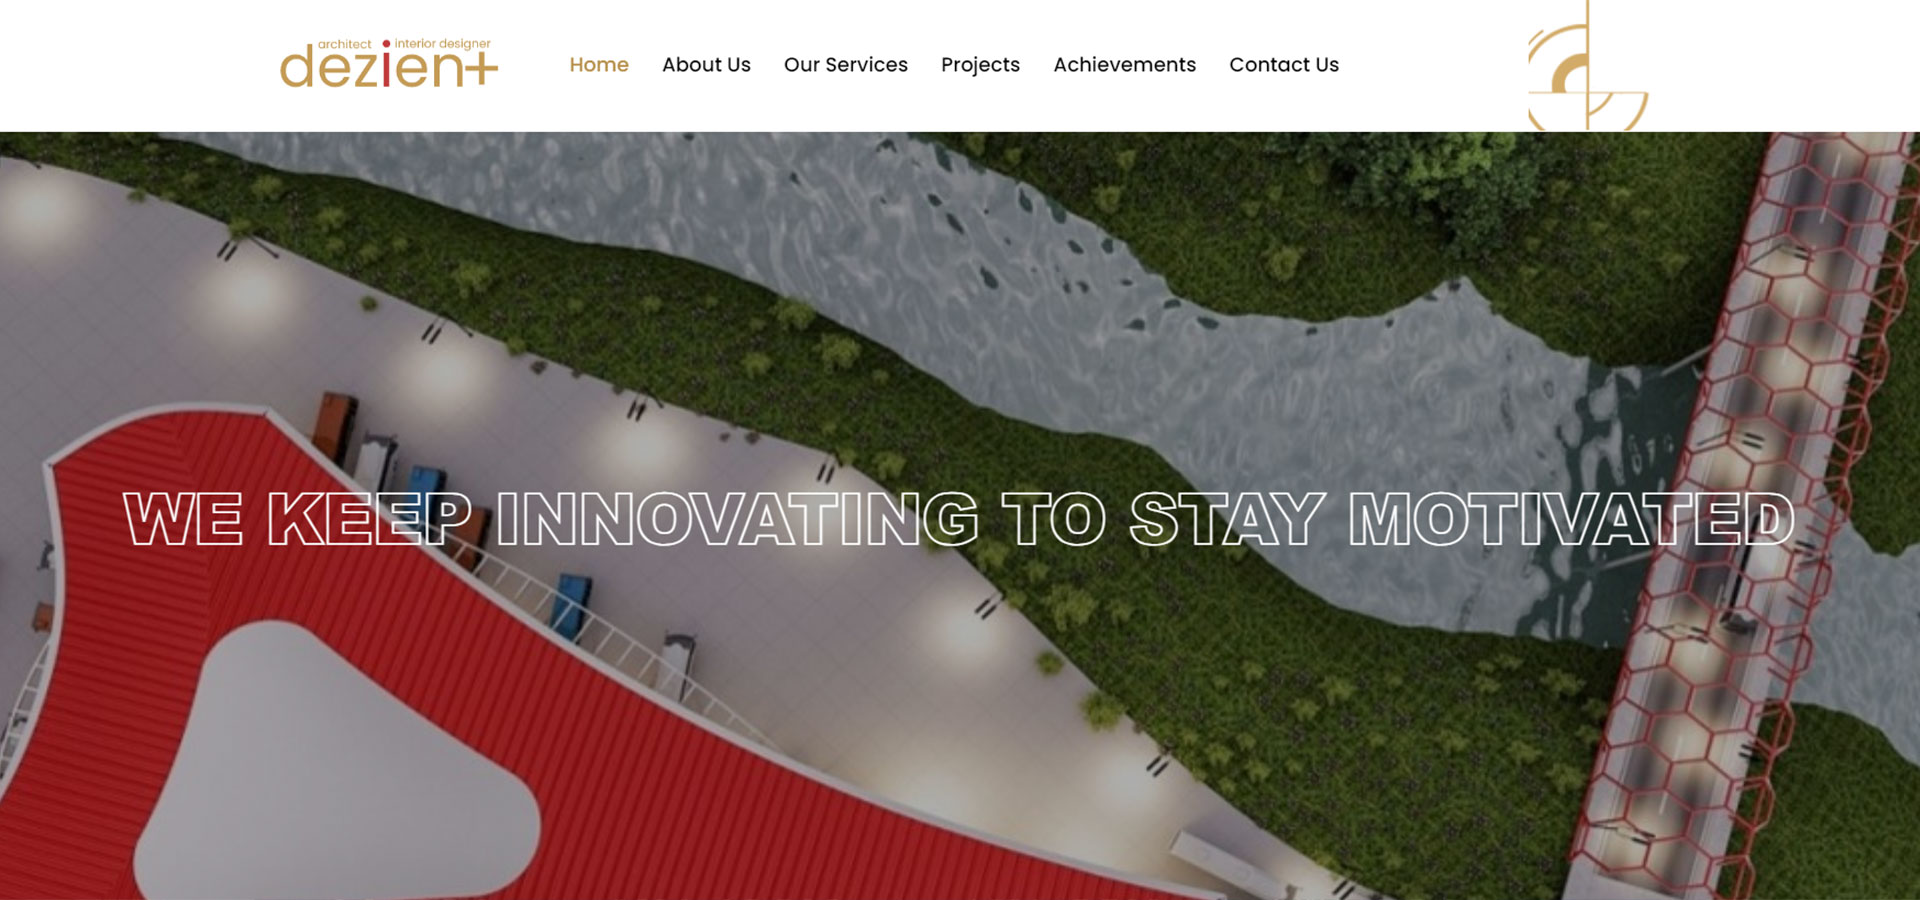 architect interior designer
dezien+
Home About Us Our Services Projects Achievements Contact Us
WE KEEP INNOVATING TO STAY MOTIVATED